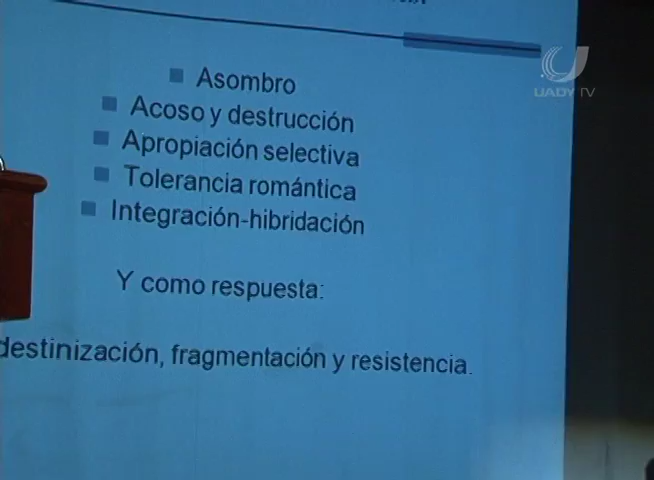 Asombro
Acoso y destrucción
Apropiación selectiva
Tolerancia romántica
Integración-hibridación
Y como respuesta:
destinización, fragmentación y resistencia.
UADY TV